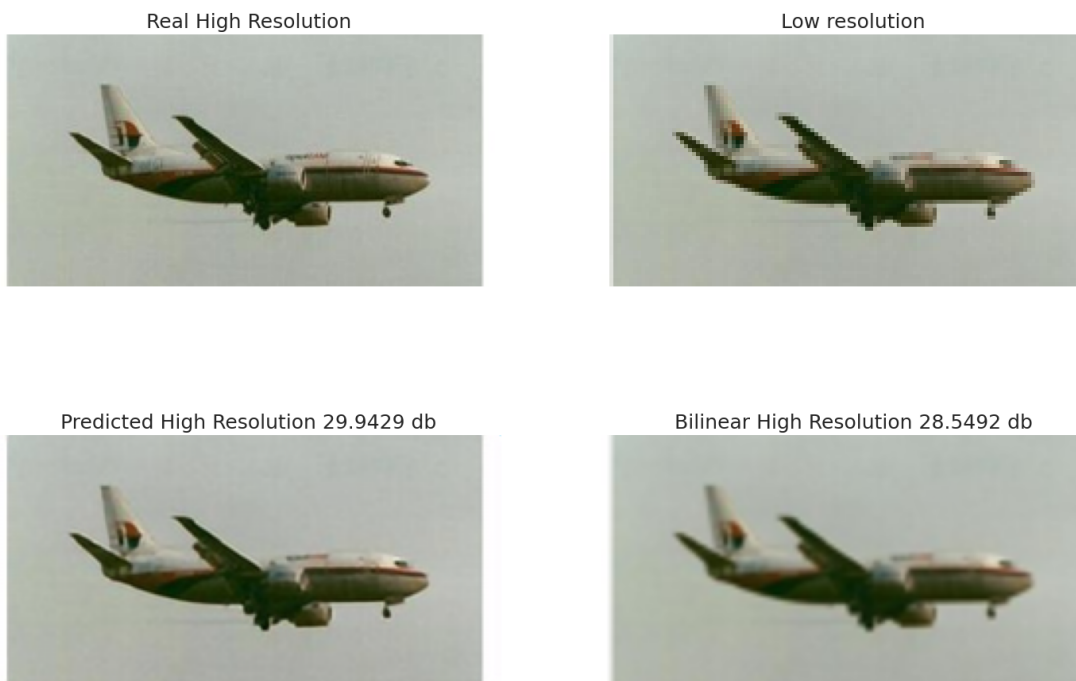 Real High Resolution
Low resolution
Predicted High Resolution 29.9429 db
Bilinear High Resolution 28.5492 db